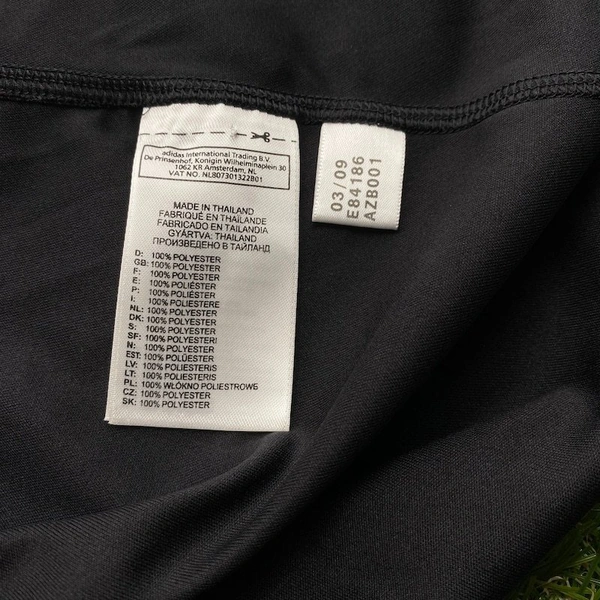 adidas International Trading B.V.
De Prinsenhof, Konigin Wilhelminaplein 30
1062 KR Amsterdam, NL
VAT NO. NL807301322B01
MADE IN THAILAND
FABRIQUÉ EN THAÏLANDE
FABRICADO EN TAILANDIA
GYÁRTVA: THAILAND
ПРОИЗВЕДЕНО В ТАИЛАНД
D: 100% POLYESTER
GB: 100% POLYESTER
F: 100% POLYESTER
E: 100% POLIÉSTER
P: 100% POLIÉSTER
I: 100% POLIESTERE
NL: 100% POLYESTER
DK: 100% POLYESTER
S: 100% POLYESTER
SF: 100% POLYESTERI
N: 100% POLYESTER
EST: 100% POLÜESTER
LV: 100% POLIESTERIS
LT: 100% POLIESTERIS
PL: 100% WŁÓKNO POLIESTROWE
CZ: 100% POLYESTER
SK: 100% POLYESTER
03/09
E84186
AZB001